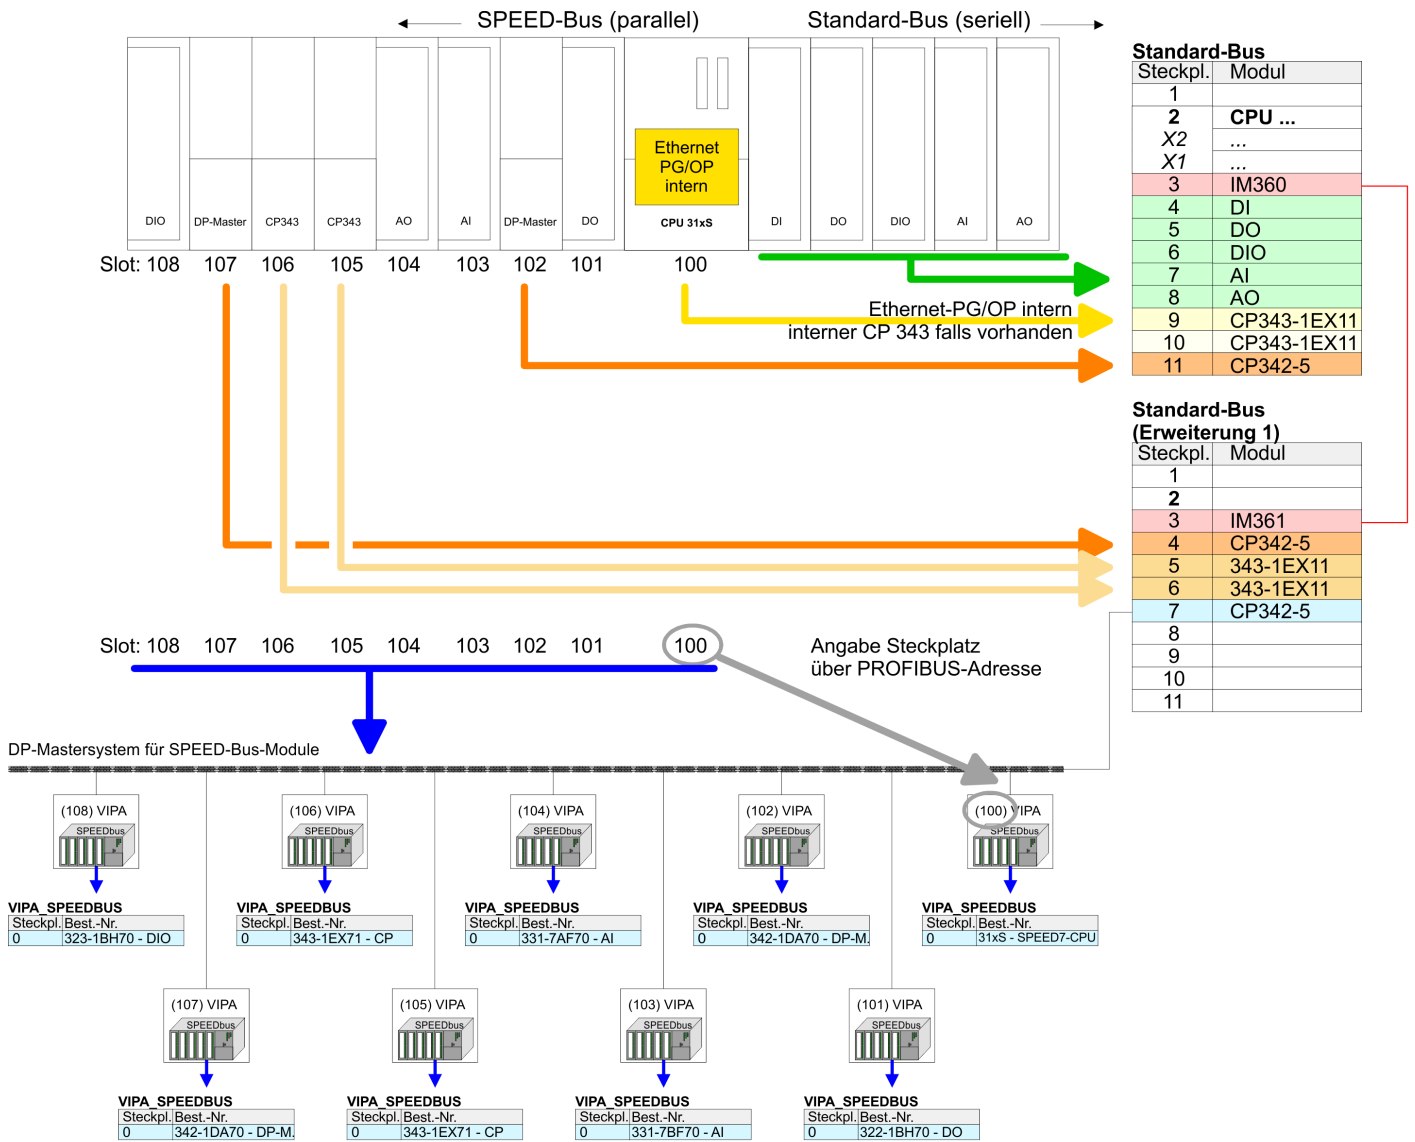 SPEED-Bus (parallel) Standard-Bus (seriell)
DIO DP-Master CP343 CP343 AO AI DP-Master DO CPU 31xS DI DO DIO AI AO
Ethernet
PG/OP
intern
Slot: 108 107 106 105 104 103 102 101 100
Ethernet-PG/OP intern
interner CP 343 falls vorhanden
Standard-Bus
Steckpl. Modul
1
2 CPU ...
X2 ...
X1 ...
3 IM360
4 DI
5 DO
6 DIO
7 AI
8 AO
9 CP343-1EX11
10 CP343-1EX11
11 CP342-5
Standard-Bus
(Erweiterung 1)
Steckpl. Modul
1
2
3 IM361
4 CP342-5
5 343-1EX11
6 343-1EX11
7 CP342-5
8
9
10
11
Slot: 108 107 106 105 104 103 102 101 100
Angabe Steckplatz
über PROFIBUS-Adresse
DP-Mastersystem für SPEED-Bus-Module
(108) VIPA
SPEEDbus
VIPA_SPEEDBUS
Steckpl. Best.-Nr.
0 323-1BH70 - DIO
(106) VIPA
SPEEDbus
VIPA_SPEEDBUS
Steckpl. Best.-Nr.
0 343-1EX71 - CP
(104) VIPA
SPEEDbus
VIPA_SPEEDBUS
Steckpl. Best.-Nr.
0 331-7AF70 - AI
(102) VIPA
SPEEDbus
VIPA_SPEEDBUS
Steckpl. Best.-Nr.
0 342-1DA70 - DP-M.
(100) VIPA
SPEEDbus
VIPA_SPEEDBUS
Steckpl. Best.-Nr.
0 31xS - SPEED7-CPU
(107) VIPA
SPEEDbus
VIPA_SPEEDBUS
Steckpl. Best.-Nr.
0 342-1DA70 - DP-M.
(105) VIPA
SPEEDbus
VIPA_SPEEDBUS
Steckpl. Best.-Nr.
0 343-1EX71 - CP
(103) VIPA
SPEEDbus
VIPA_SPEEDBUS
Steckpl. Best.-Nr.
0 331-7BF70 - AI
(101) VIPA
SPEEDbus
VIPA_SPEEDBUS
Steckpl. Best.-Nr.
0 322-1BH70 - DO